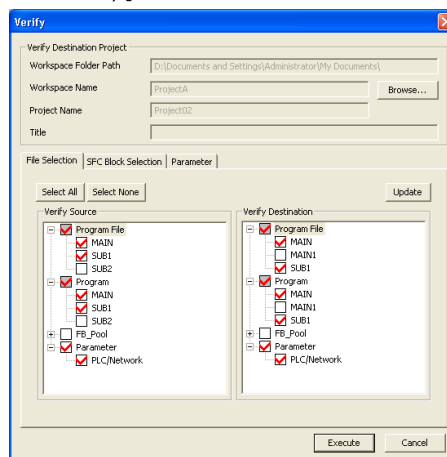 Verify
Verify Destination Project
Workspace Folder Path D:\Documents and Settings\Administrator\My Documents\
Workspace Name ProjectA Browse...
Project Name Project02
Title
File Selection SFC Block Selection Parameter
Select All Select None Update
Verify Source Verify Destination
Program File Program File
MAIN MAIN
SUB1 MAIN1
SUB2 SUB1
Program Program
MAIN MAIN
SUB1 MAIN1
SUB2 SUB1
FB_Pool FB_Pool
Parameter Parameter
PLC/Network PLC/Network
Execute Cancel